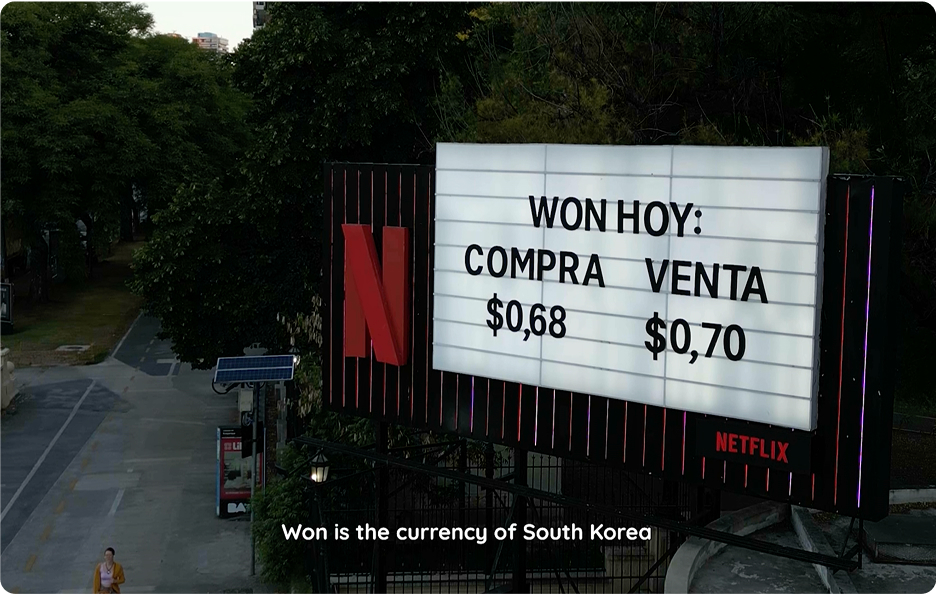 WON HOY:
COMPRA VENTA
$0,68 $0,70
N
NETFLIX
Won is the currency of South Korea